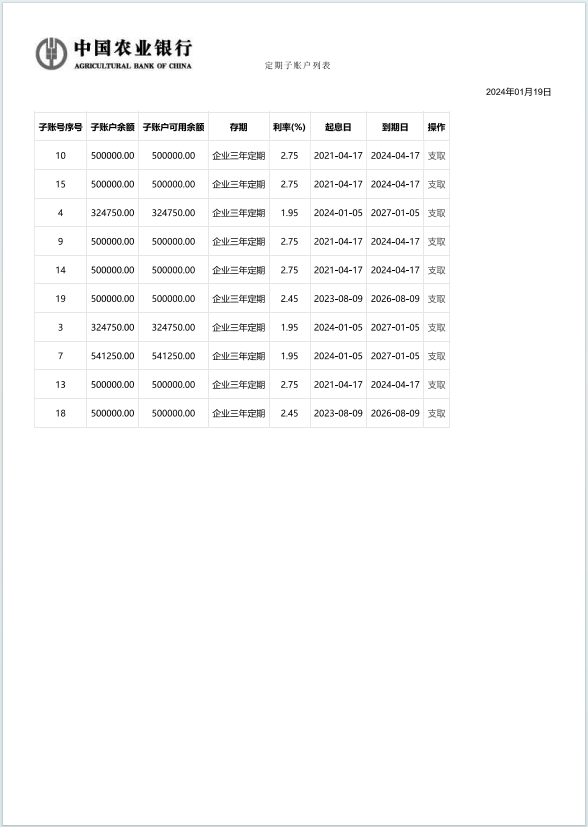 中国农业银行
AGRICULTURAL BANK OF CHINA
定期子账户列表
2024年01月19日
子账号序号 子账户余额 子账户可用余额 存期 利率(%) 起息日 到期日 操作
10 500000.00 500000.00 企业三年定期 2.75 2021-04-17 2024-04-17 支取
15 500000.00 500000.00 企业三年定期 2.75 2021-04-17 2024-04-17 支取
4 324750.00 324750.00 企业三年定期 1.95 2024-01-05 2027-01-05 支取
9 500000.00 500000.00 企业三年定期 2.75 2021-04-17 2024-04-17 支取
14 500000.00 500000.00 企业三年定期 2.75 2021-04-17 2024-04-17 支取
19 500000.00 500000.00 企业三年定期 2.45 2023-08-09 2026-08-09 支取
3 324750.00 324750.00 企业三年定期 1.95 2024-01-05 2027-01-05 支取
7 541250.00 541250.00 企业三年定期 1.95 2024-01-05 2027-01-05 支取
13 500000.00 500000.00 企业三年定期 2.75 2021-04-17 2024-04-17 支取
18 500000.00 500000.00 企业三年定期 2.45 2023-08-09 2026-08-09 支取